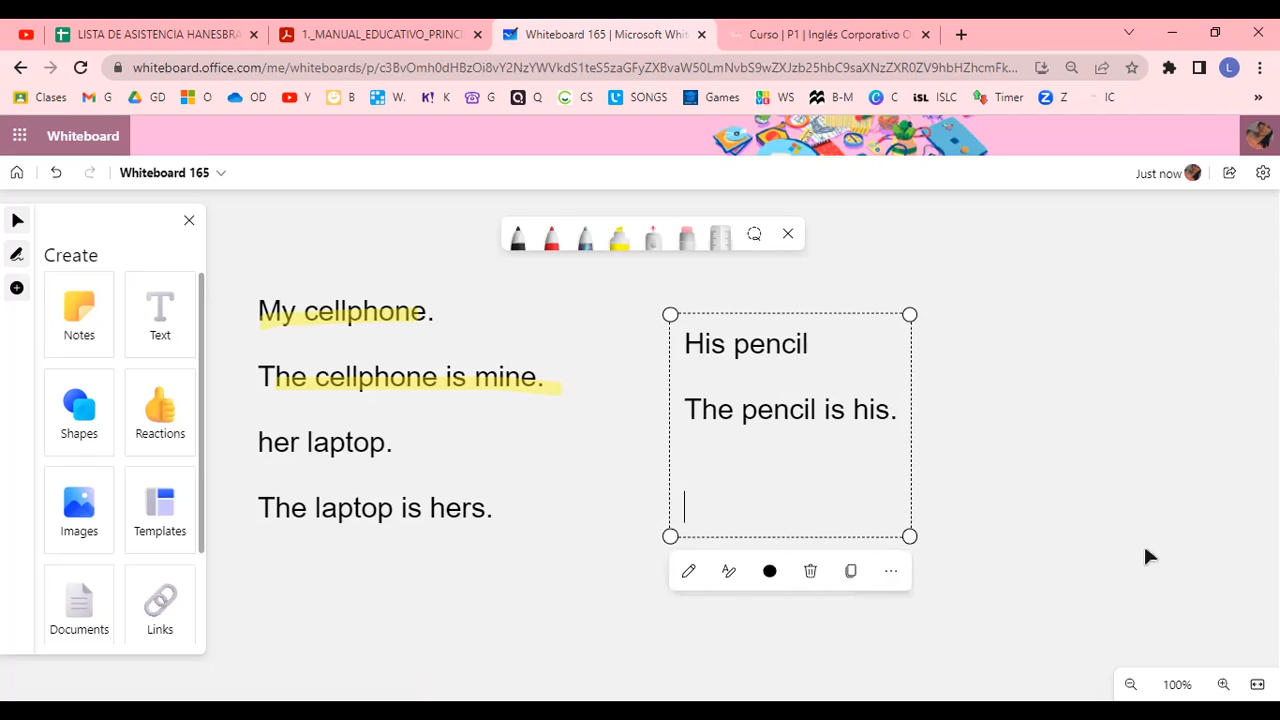 LISTA DE ASISTENCIA HANESBRA
1._MANUAL_EDUCATIVO_PRINCI
Whiteboard 165 | Microsoft Whit
Curso | P1 | Inglés Corporativo O
whiteboard.office.com/me/whiteboards/p/c3BvOmh0dHBzOi8vY2NzYWVkdS1teS5zaGFyZXBvaW50LmNvbS9wZXJzb25hbC9saXNzZXR0ZV9hbHZhcmFk...
Clases
G
GD
O
OD
Y
B
W.
K
G
Q
CS
SONGS
Games
WS
B-M
C
ISLC
Timer
Z
IC
Whiteboard
Whiteboard 165
Just now
Create
Notes
Text
Shapes
Reactions
Images
Templates
Documents
Links
My cellphone.
The cellphone is mine.
her laptop.
The laptop is hers.
His pencil
The pencil is his.
100%